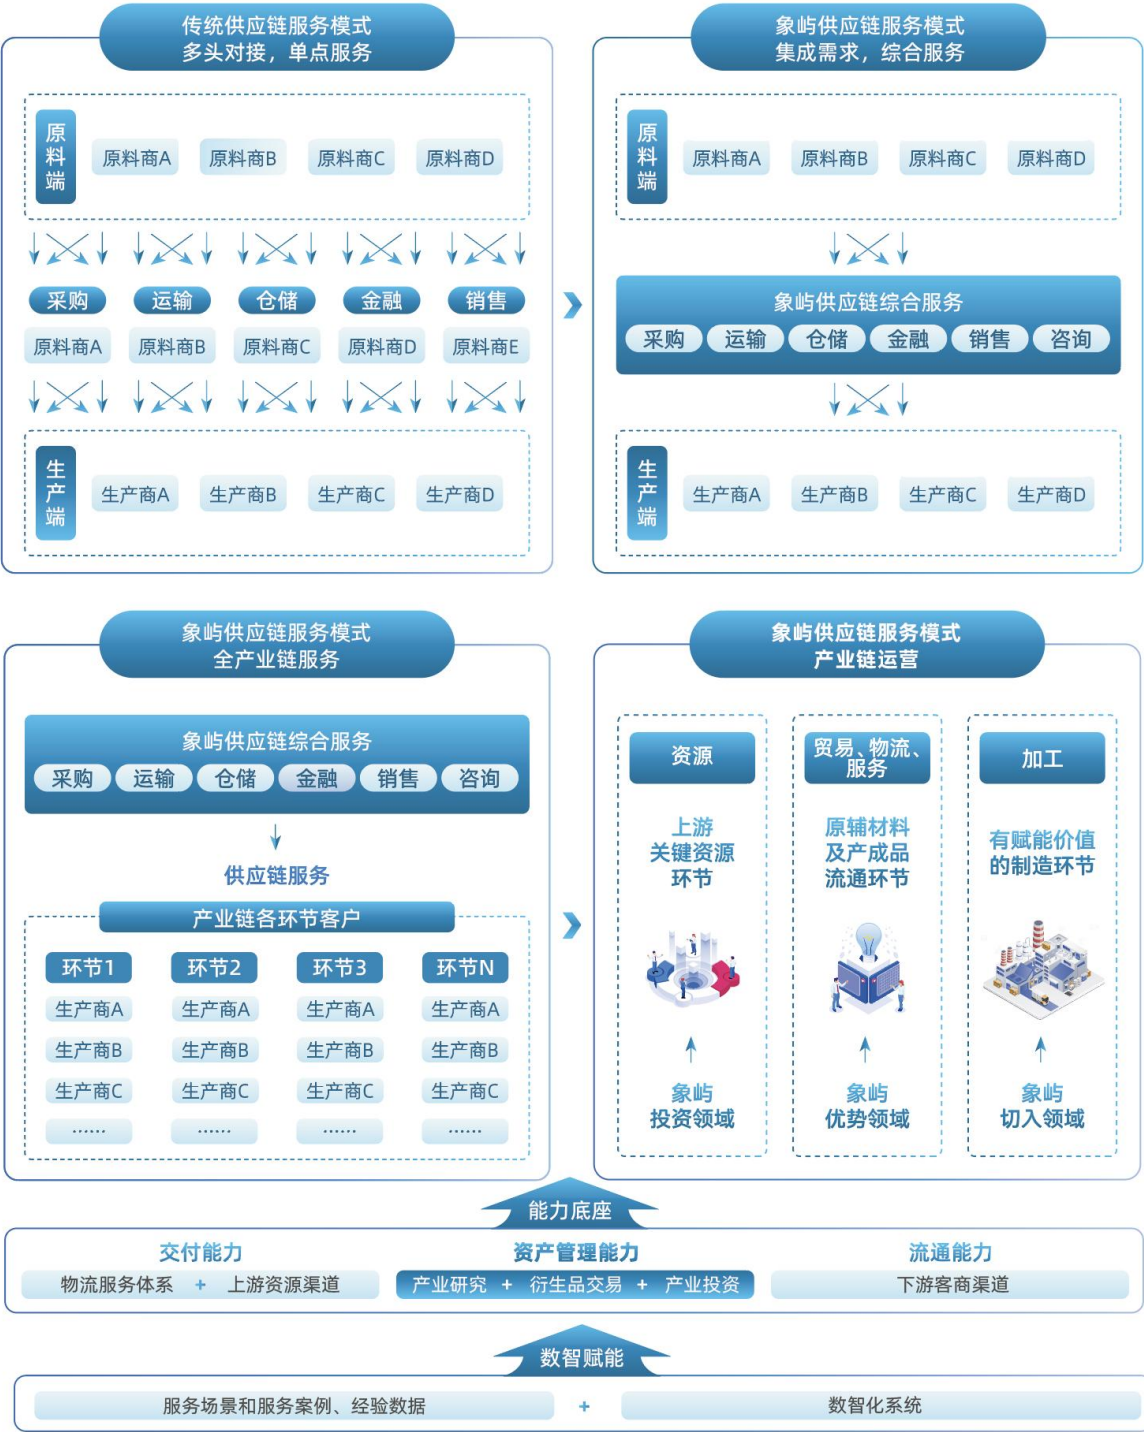 传统供应链服务模式
多头对接，单点服务
原料端
原料商A
原料商B
原料商C
原料商D
采购
运输
仓储
金融
销售
原料商A
原料商B
原料商C
原料商D
原料商E
生产端
生产商A
生产商B
生产商C
生产商D
象屿供应链服务模式
集成需求，综合服务
原料端
原料商A
原料商B
原料商C
原料商D
象屿供应链综合服务
采购
运输
仓储
金融
销售
咨询
生产端
生产商A
生产商B
生产商C
生产商D
象屿供应链服务模式
全产业链服务
象屿供应链综合服务
采购
运输
仓储
金融
销售
咨询
供应链服务
产业链各环节客户
环节1
环节2
环节3
环节N
生产商A
生产商A
生产商A
生产商A
生产商B
生产商B
生产商B
生产商B
生产商C
生产商C
生产商C
生产商C
······
······
······
······
象屿供应链服务模式
产业链运营
资源
上游
关键资源
环节
象屿
投资领域
贸易、物流、
服务
原辅材料
及产成品
流通环节
象屿
优势领域
加工
有赋能价值
的制造环节
象屿
切入领域
能力底座
交付能力
物流服务体系 + 上游资源渠道
资产管理能力
产业研究 + 衍生品交易 + 产业投资
流通能力
下游客商渠道
数智赋能
服务场景和服务案例、经验数据 + 数智化系统